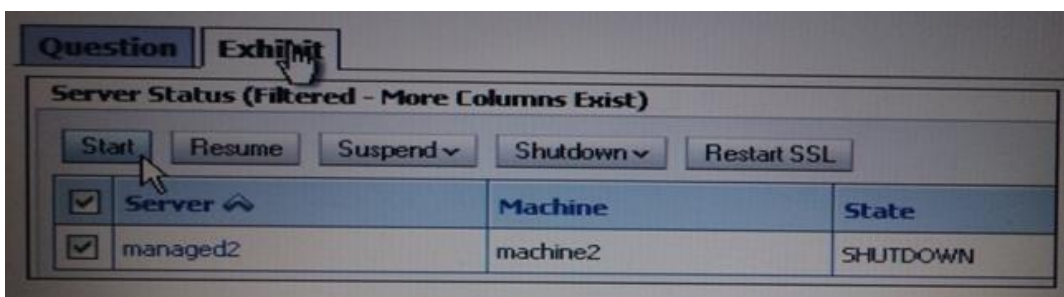 Question Exhibit
Server Status (Filtered - More Columns Exist)
Start Resume Suspend Shutdown Restart SSL
Server Machine State
managed2 machine2 SHUTDOWN